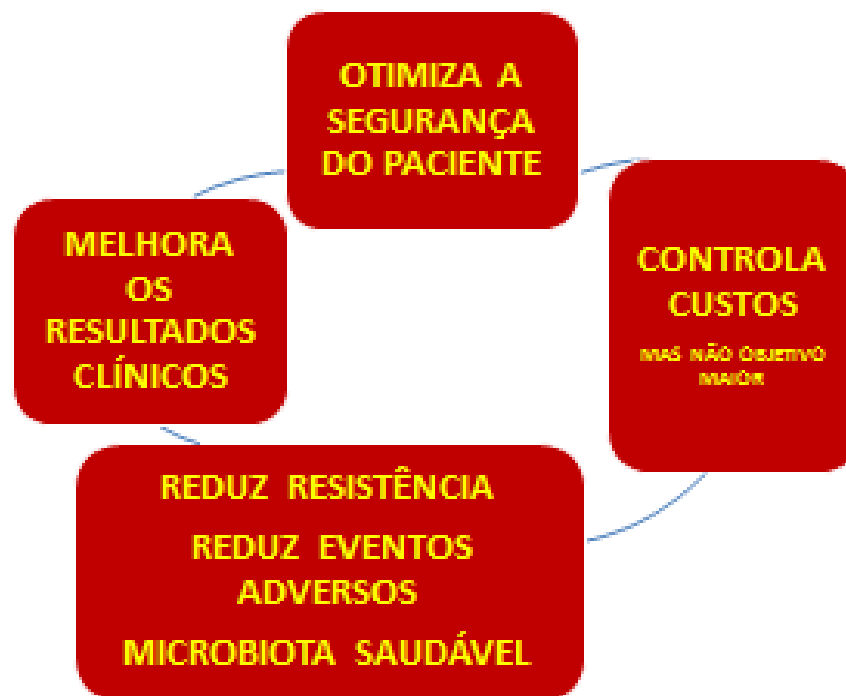 OTIMIZA A
SEGURANÇA
DO PACIENTE
MELHORA
OS
RESULTADOS
CLÍNICOS
CONTROLA
CUSTOS
MAS NÃO OBJETIVO
MAIOR
REDUZ RESISTÊNCIA
REDUZ EVENTOS
ADVERSOS
MICROBIOTA SAUDÁVEL